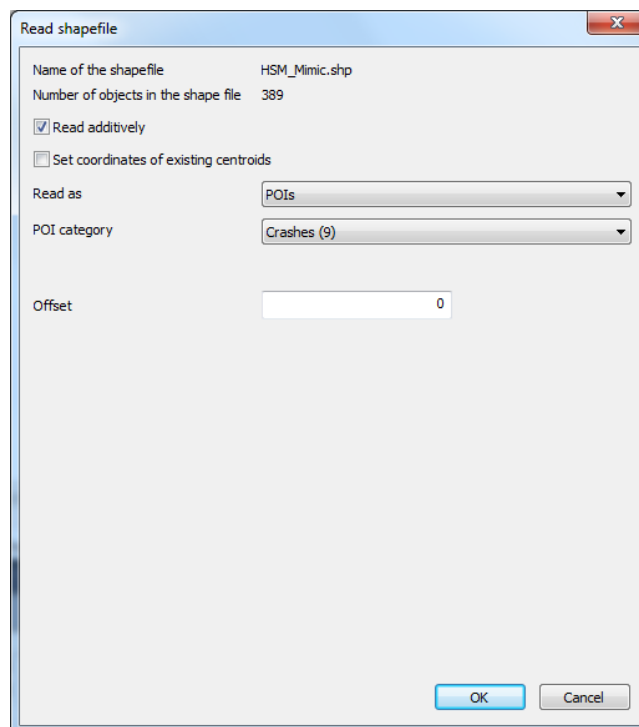 Read shapefile
Name of the shapefile HSM_Mimic.shp
Number of objects in the shape file 389
Read additively
Set coordinates of existing centroids
Read as POIs
POI category Crashes (9)
Offset 0
OK Cancel